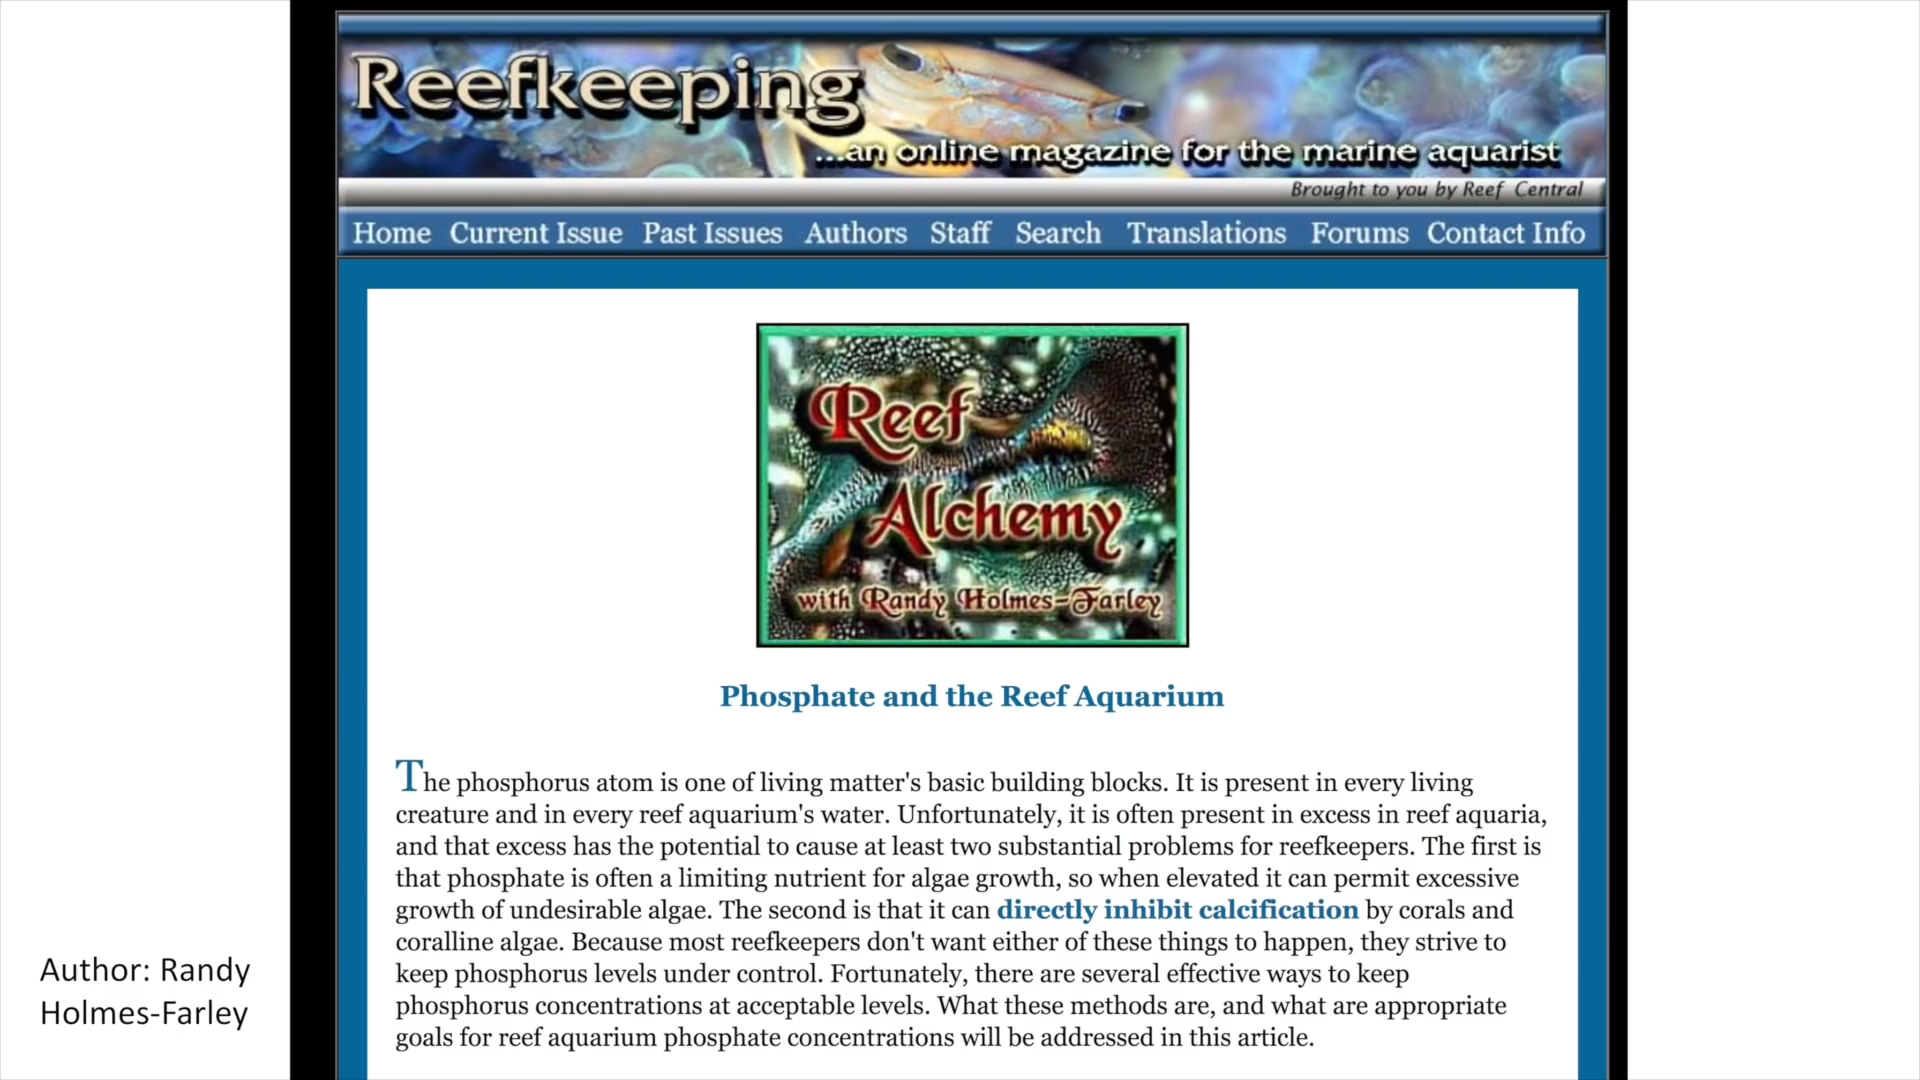 Reefkeeping
...an online magazine for the marine aquarist
Brought to you by Reef Central
Home Current Issue Past Issues Authors Staff Search Translations Forums Contact Info
Reef
Alchemy
with Randy Holmes-Farley
Phosphate and the Reef Aquarium
The phosphorus atom is one of living matter's basic building blocks. It is present in every living
creature and in every reef aquarium's water. Unfortunately, it is often present in excess in reef aquaria,
and that excess has the potential to cause at least two substantial problems for reefkeepers. The first is
that phosphate is often a limiting nutrient for algae growth, so when elevated it can permit excessive
growth of undesirable algae. The second is that it can directly inhibit calcification by corals and
coralline algae. Because most reefkeepers don't want either of these things to happen, they strive to
keep phosphorus levels under control. Fortunately, there are several effective ways to keep
phosphorus concentrations at acceptable levels. What these methods are, and what are appropriate
goals for reef aquarium phosphate concentrations will be addressed in this article.
Author: Randy
Holmes-Farley